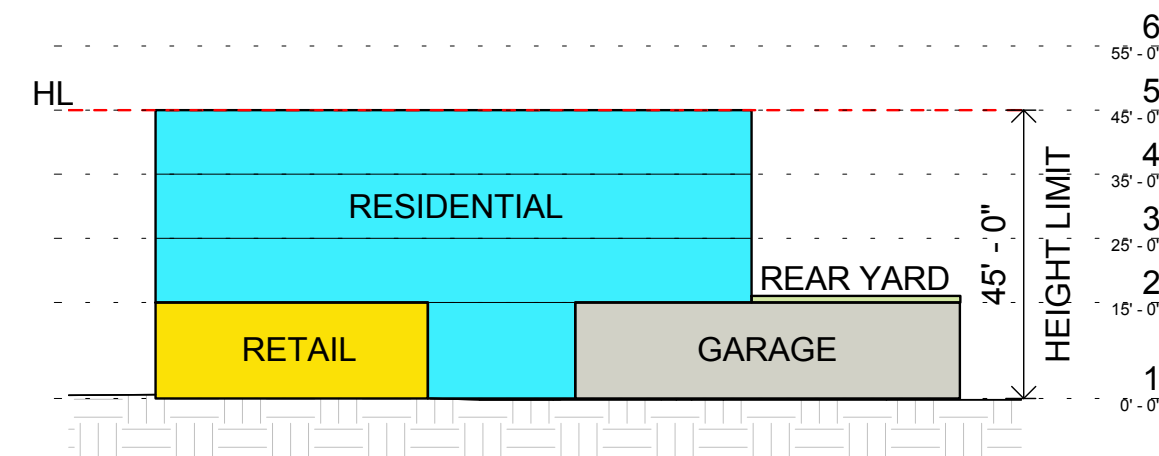 6
55' - 0"
HL
5
45' - 0"
4
35' - 0"
RESIDENTIAL
3
25' - 0"
45' - 0"
HEIGHT LIMIT
REAR YARD
2
15' - 0"
RETAIL
GARAGE
1
0' - 0"